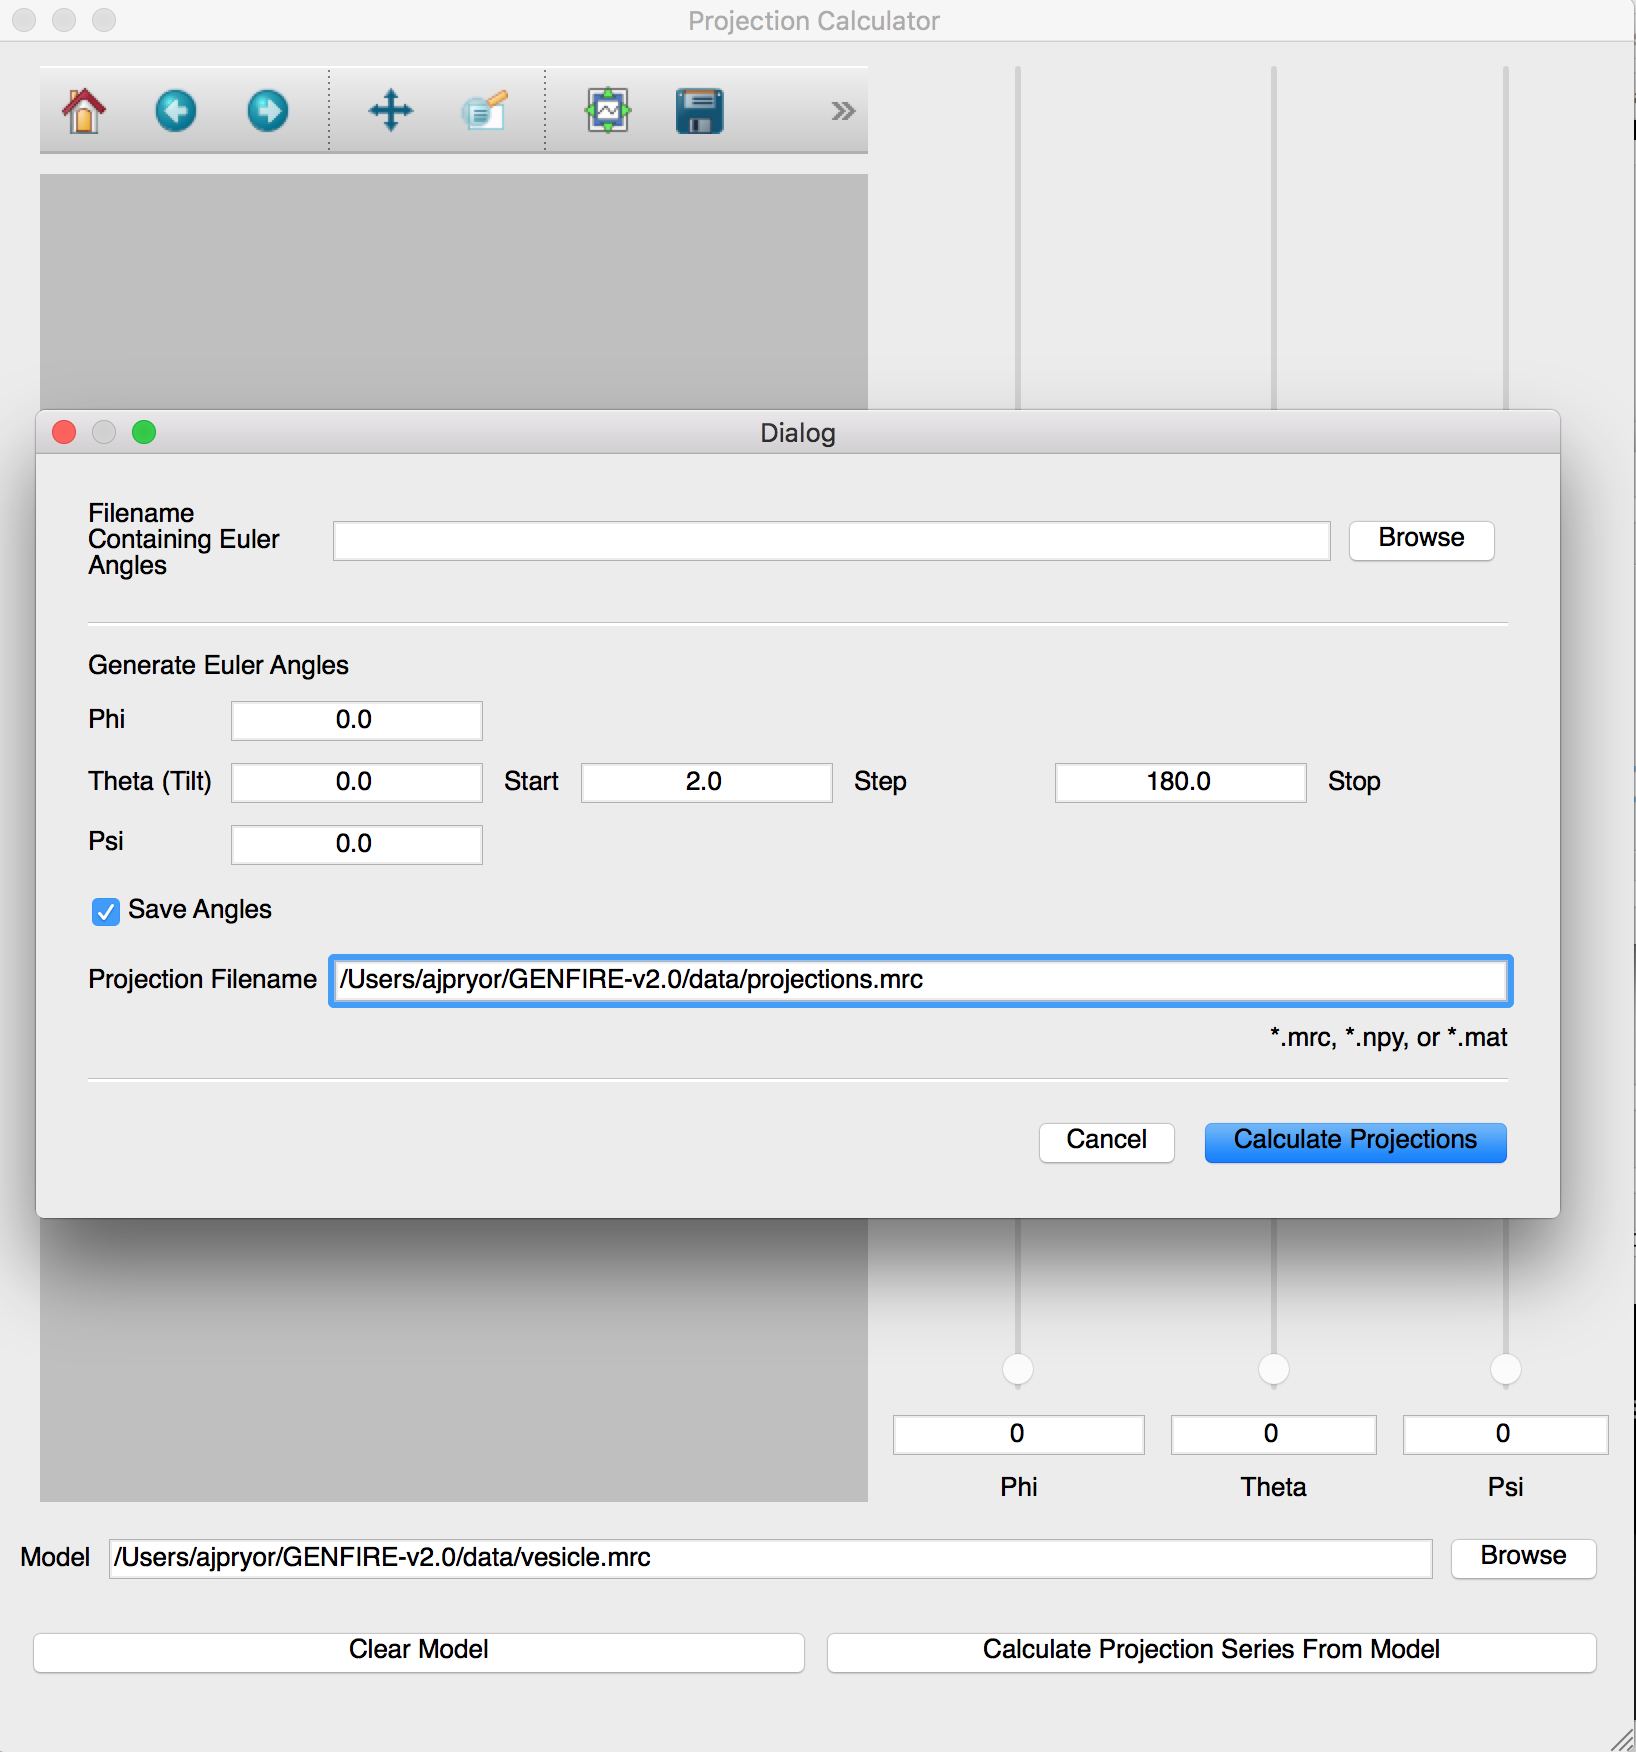 Projection Calculator
»
Dialog
Filename
Containing Euler
Angles
Browse
Generate Euler Angles
Phi 0.0
Theta (Tilt) 0.0 Start 2.0 Step 180.0 Stop
Psi 0.0
Save Angles
Projection Filename /Users/ajpryor/GENFIRE-v2.0/data/projections.mrc
*.mrc, *.npy, or *.mat
Cancel Calculate Projections
0 0 0
Phi Theta Psi
Model /Users/ajpryor/GENFIRE-v2.0/data/vesicle.mrc Browse
Clear Model Calculate Projection Series From Model